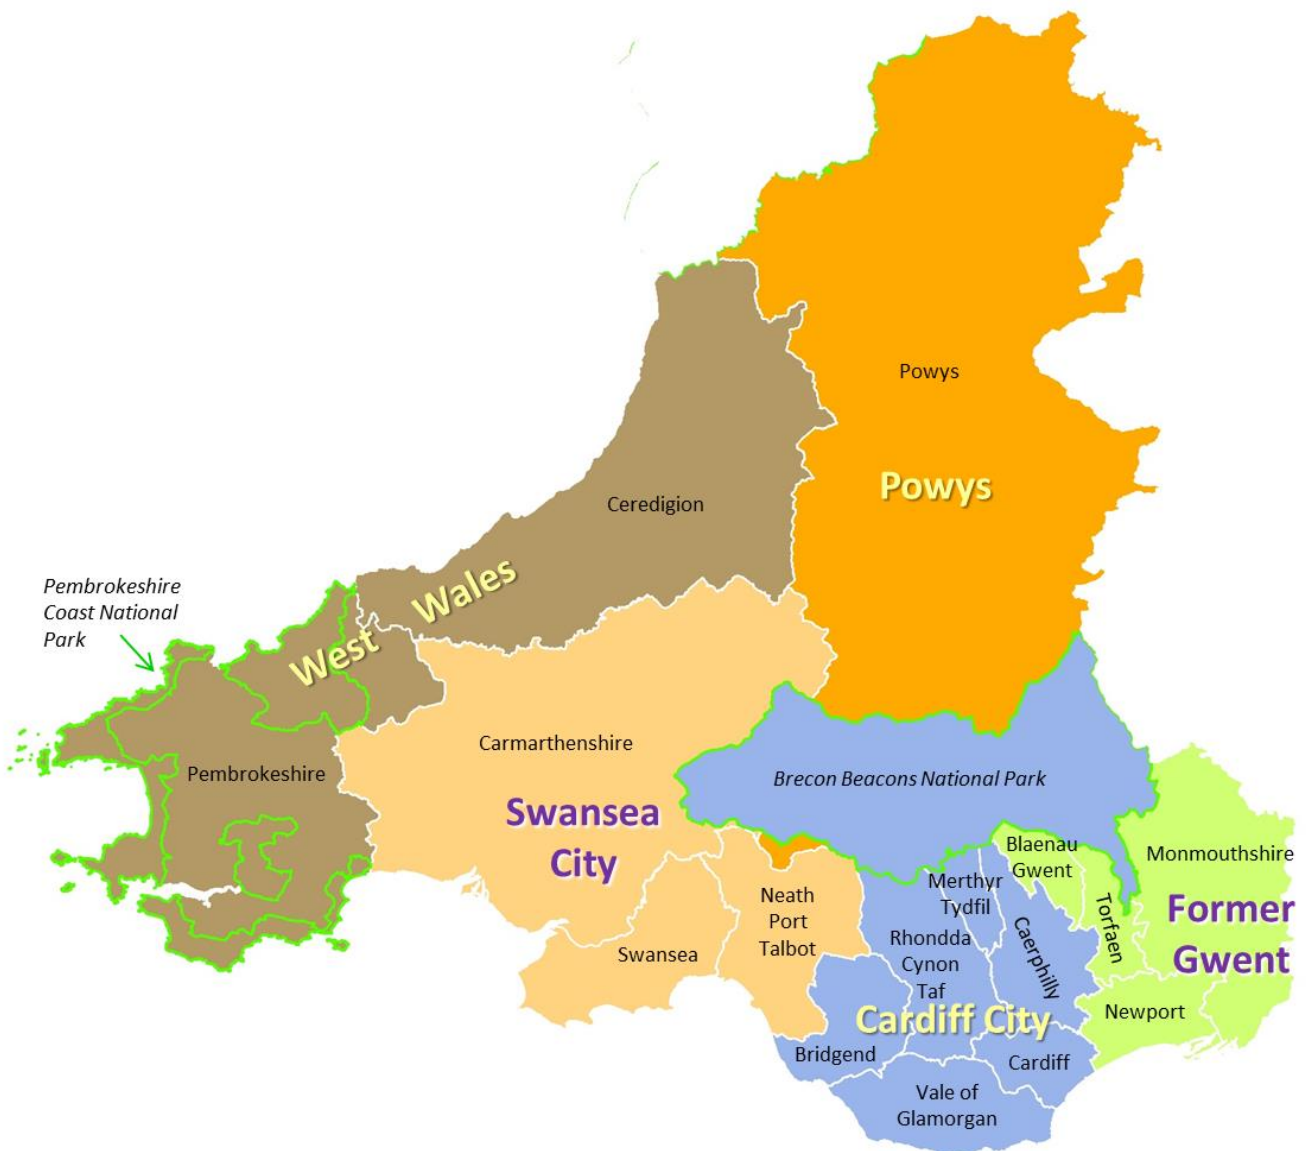 Powys
Powys
Ceredigion
Pembrokeshire
Coast National
Park
West Wales
Carmarthenshire
Pembrokeshire
Brecon Beacons National Park
Swansea
City
Blaenau
Gwent
Monmouthshire
Merthyr
Tydfil
Neath
Port
Talbot
Torfaen
Former
Gwent
Rhondda
Cynon
Taf
Caerphilly
Swansea
Cardiff City
Newport
Bridgend
Cardiff
Vale of
Glamorgan